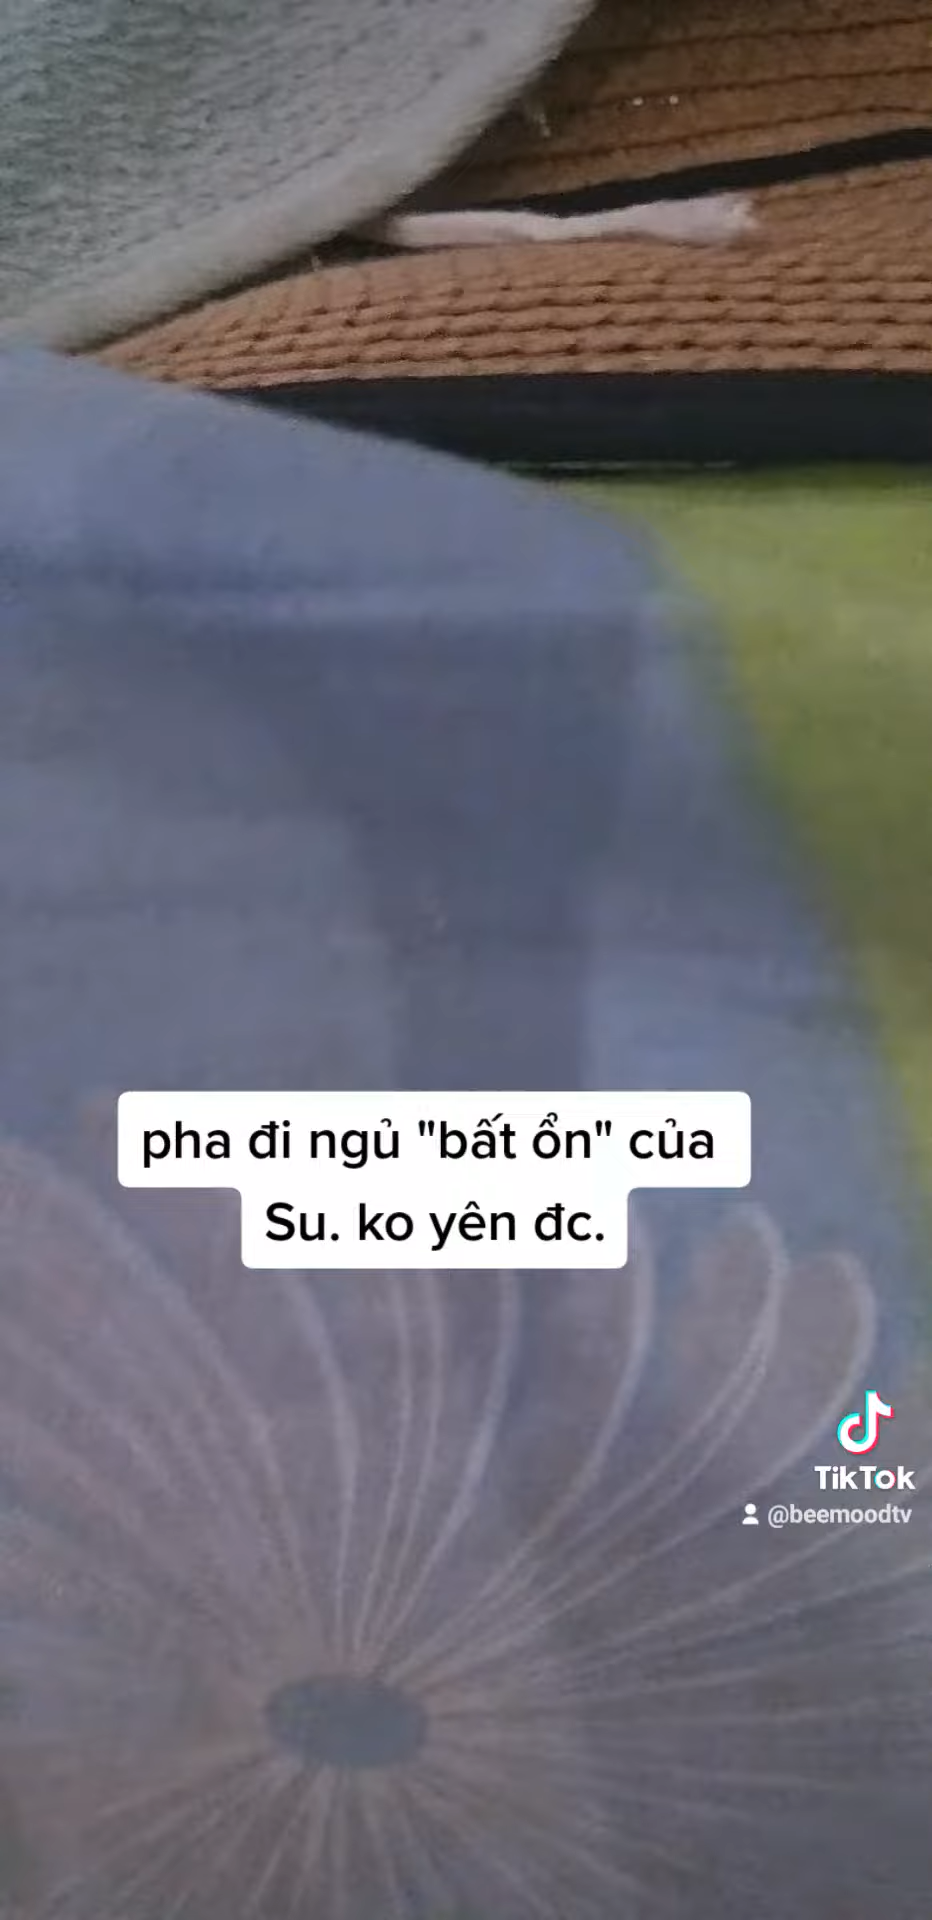 pha đi ngủ "bất ổn" của
Su. ko yên đc.
TikTok
@beemoodtv